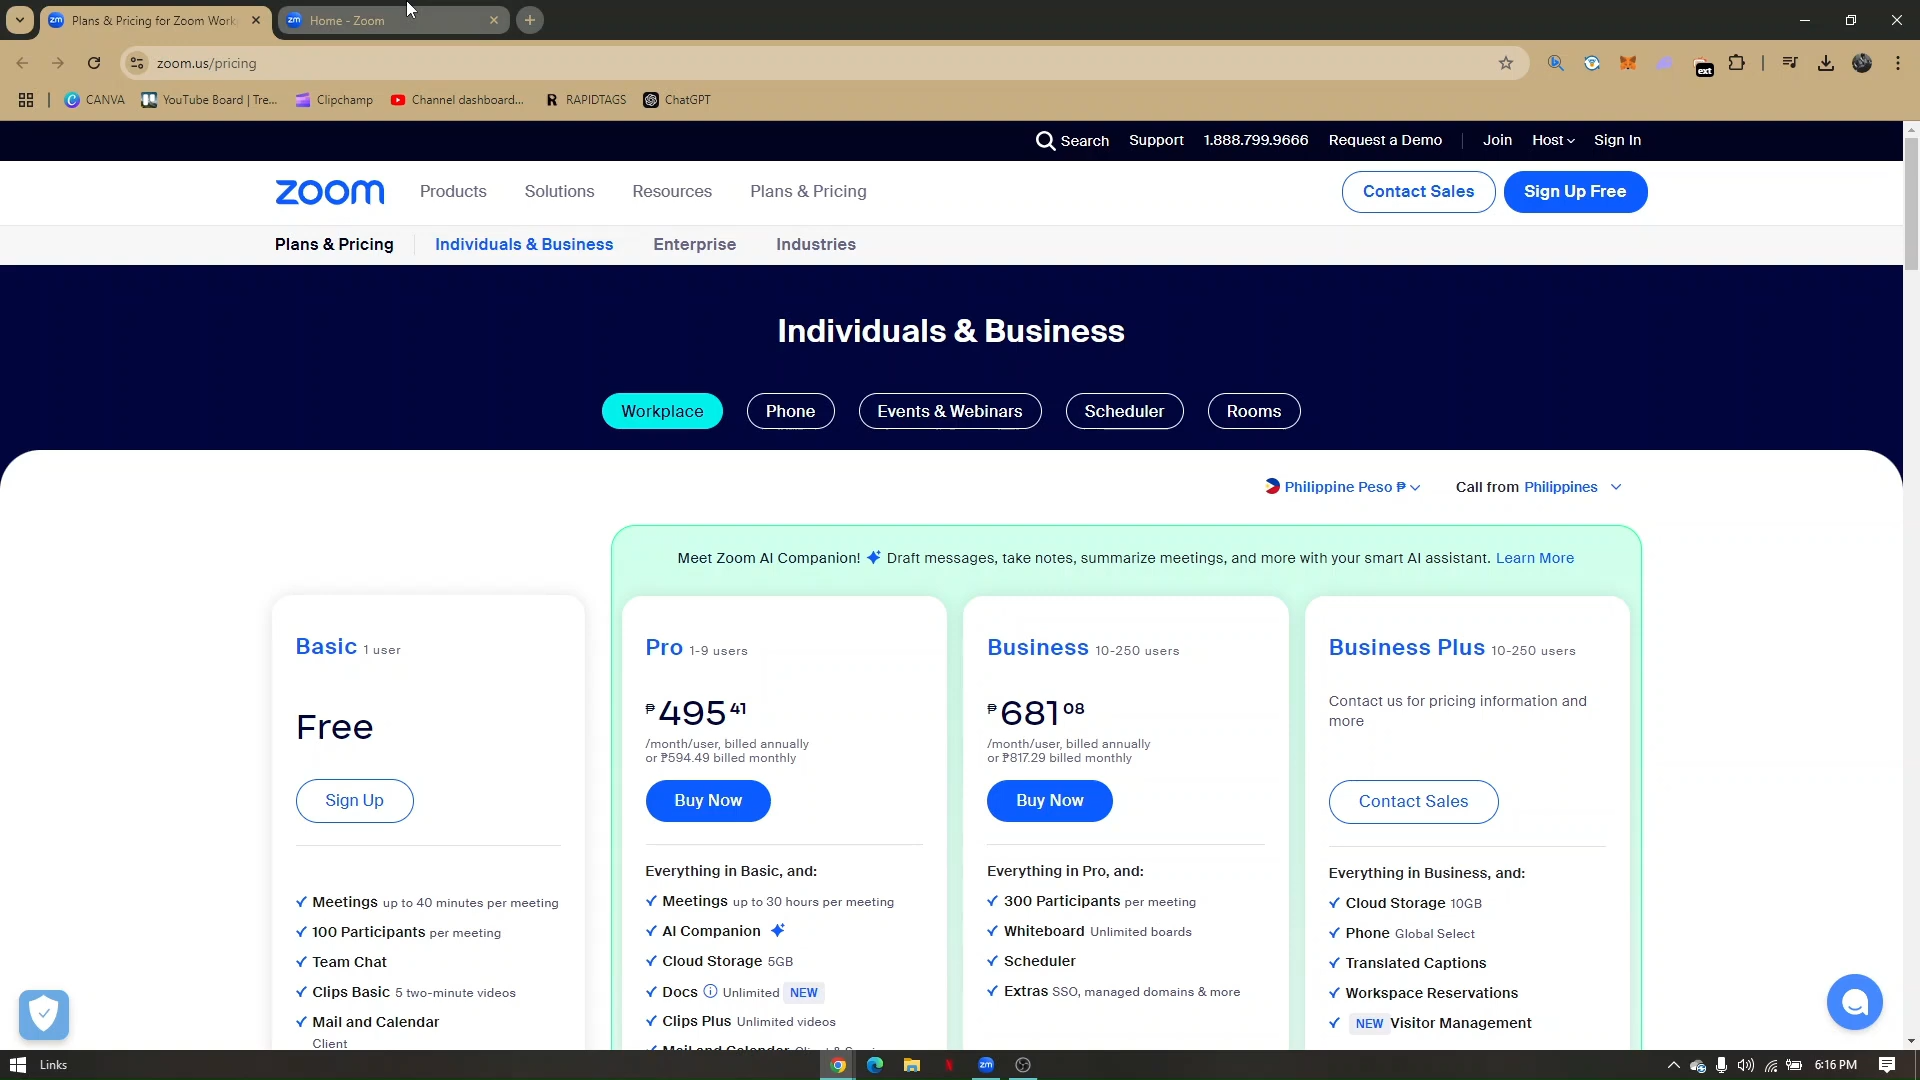 Plans & Pricing for Zoom Work
Home - Zoom
zoom.us/pricing
ext
CANVA
YouTube Board | Tre...
Clipchamp
Channel dashboard...
RAPIDTAGS
ChatGPT
Search
Support
1.888.799.9666
Request a Demo
Join
Host
Sign In
zoom
Products
Solutions
Resources
Plans & Pricing
Contact Sales
Sign Up Free
Plans & Pricing
Individuals & Business
Enterprise
Industries
Individuals & Business
Workplace
Phone
Events & Webinars
Scheduler
Rooms
Philippine Peso ₱
Call from Philippines
Meet Zoom AI Companion! Draft messages, take notes, summarize meetings, and more with your smart AI assistant. Learn More
Basic 1 user
Free
Sign Up
Meetings up to 40 minutes per meeting
100 Participants per meeting
Team Chat
Clips Basic 5 two-minute videos
Mail and Calendar
Client
Pro 1-9 users
₱495 41
/month/user, billed annually
or ₱594.49 billed monthly
Buy Now
Everything in Basic, and:
Meetings up to 30 hours per meeting
AI Companion
Cloud Storage 5GB
Docs Unlimited NEW
Clips Plus Unlimited videos
Mail and Calendar Client &
Business 10-250 users
₱681 08
/month/user, billed annually
or ₱817.29 billed monthly
Buy Now
Everything in Pro, and:
300 Participants per meeting
Whiteboard Unlimited boards
Scheduler
Extras SSO, managed domains & more
Business Plus 10-250 users
Contact us for pricing information and
more
Contact Sales
Everything in Business, and:
Cloud Storage 10GB
Phone Global Select
Translated Captions
Workspace Reservations
NEW Visitor Management
Links
6:16 PM